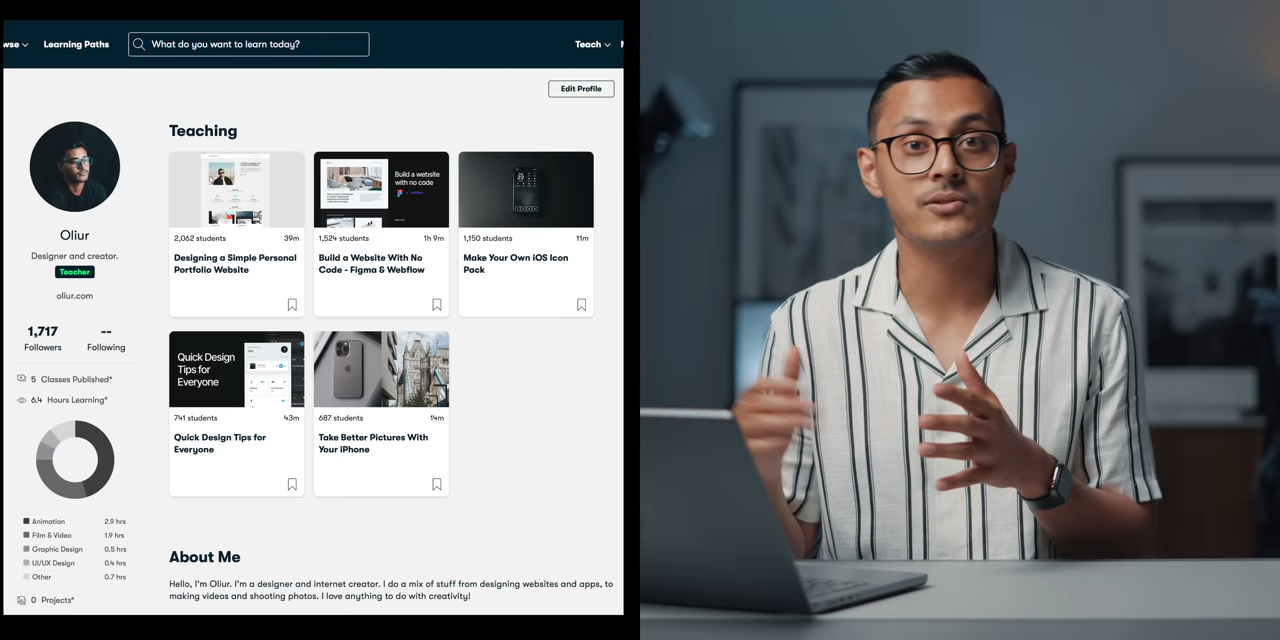 wse
Learning Paths
What do you want to learn today?
Teach
Edit Profile
Oliur
Designer and creator.
Teacher
oliur.com
1,717
Followers
--
Following
5 Classes Published*
6.4 Hours Learning*
Animation 2.9 hrs
Film & Video 1.9 hrs
Graphic Design 0.5 hrs
UI/UX Design 0.4 hrs
Other 0.7 hrs
0 Projects*
Teaching
2,062 students 39m
Designing a Simple Personal
Portfolio Website
Build a website
with no code
1,524 students 1h 9m
Build a Website With No
Code - Figma & Webflow
1,150 students 11m
Make Your Own iOS Icon
Pack
Quick Design
Tips for
Everyone
741 students 43m
Quick Design Tips for
Everyone
687 students 14m
Take Better Pictures With
Your iPhone
About Me
Hello, I'm Oliur. I'm a designer and internet creator. I do a mix of stuff from designing websites and apps, to
making videos and shooting photos. I love anything to do with creativity!